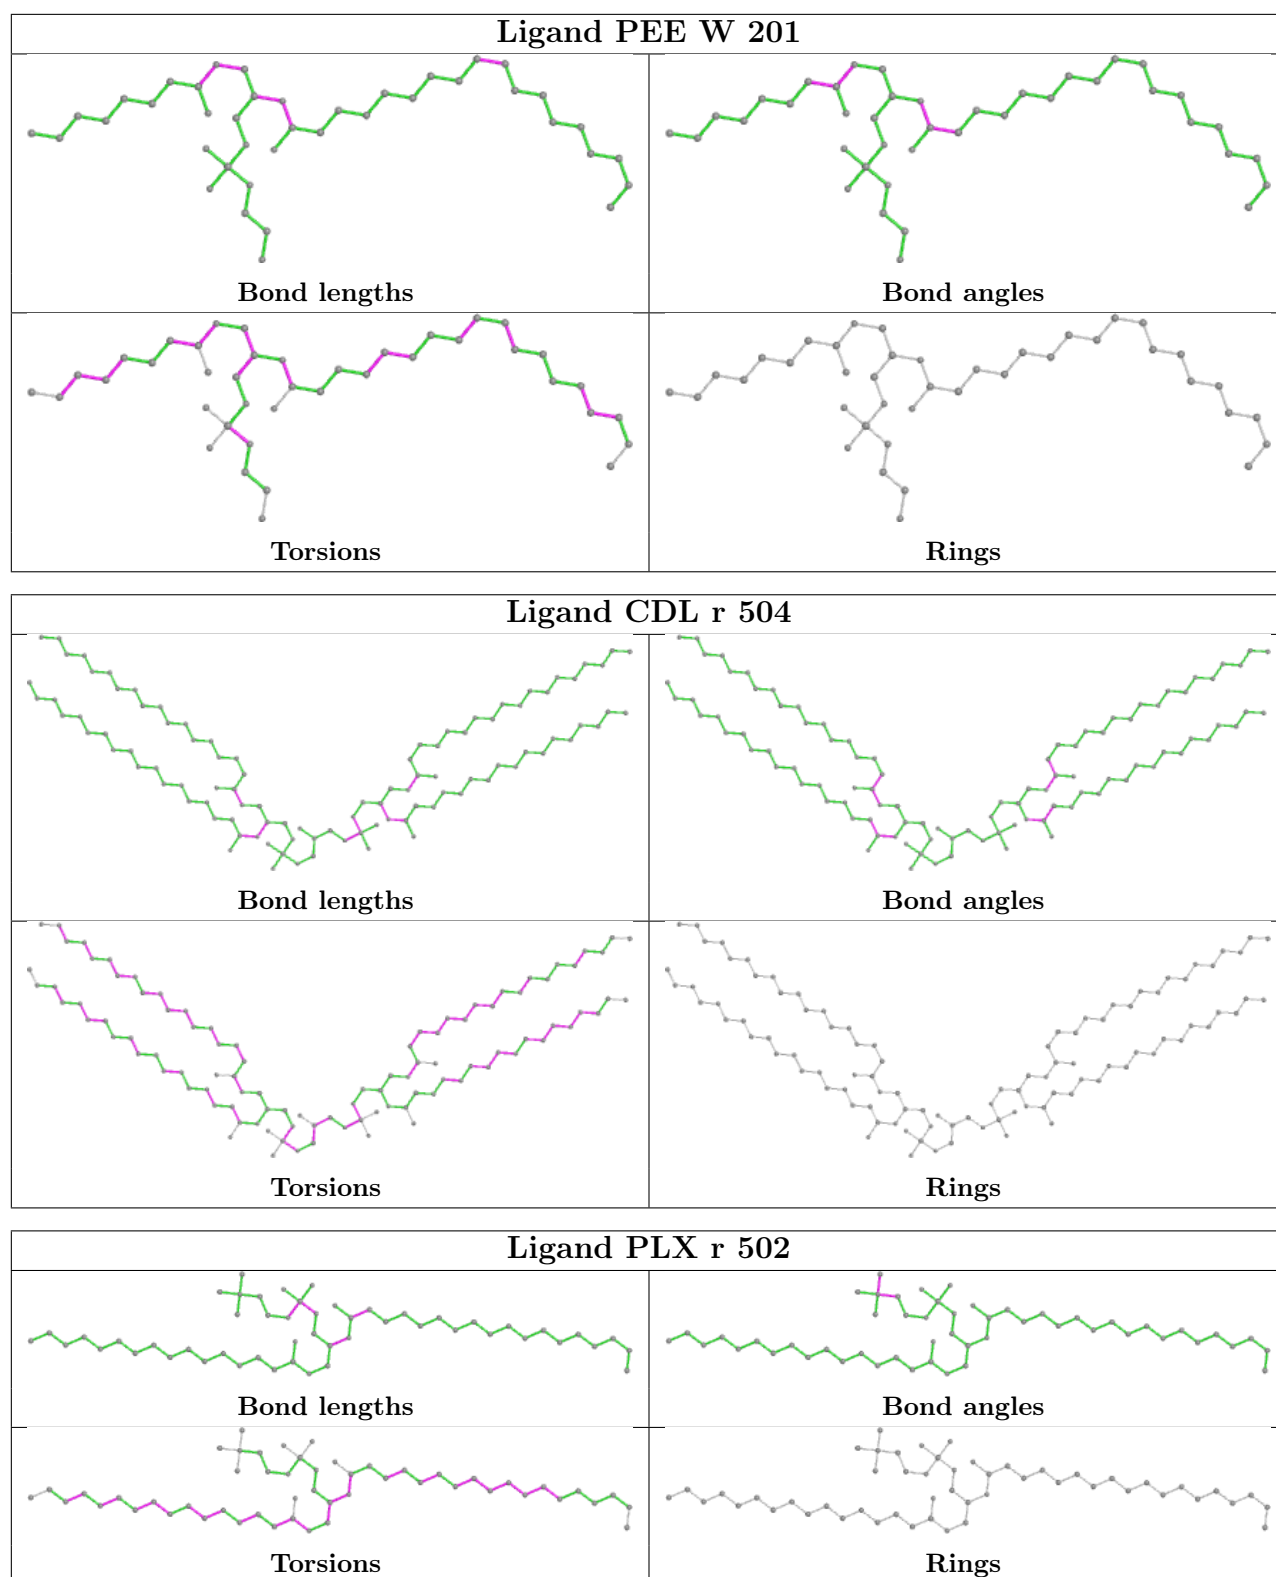 Ligand PEE W 201
Bond lengths
Bond angles
Torsions
Rings
Ligand CDL r 504
Bond lengths
Bond angles
Torsions
Rings
Ligand PLX r 502
Bond lengths
Bond angles
Torsions
Rings